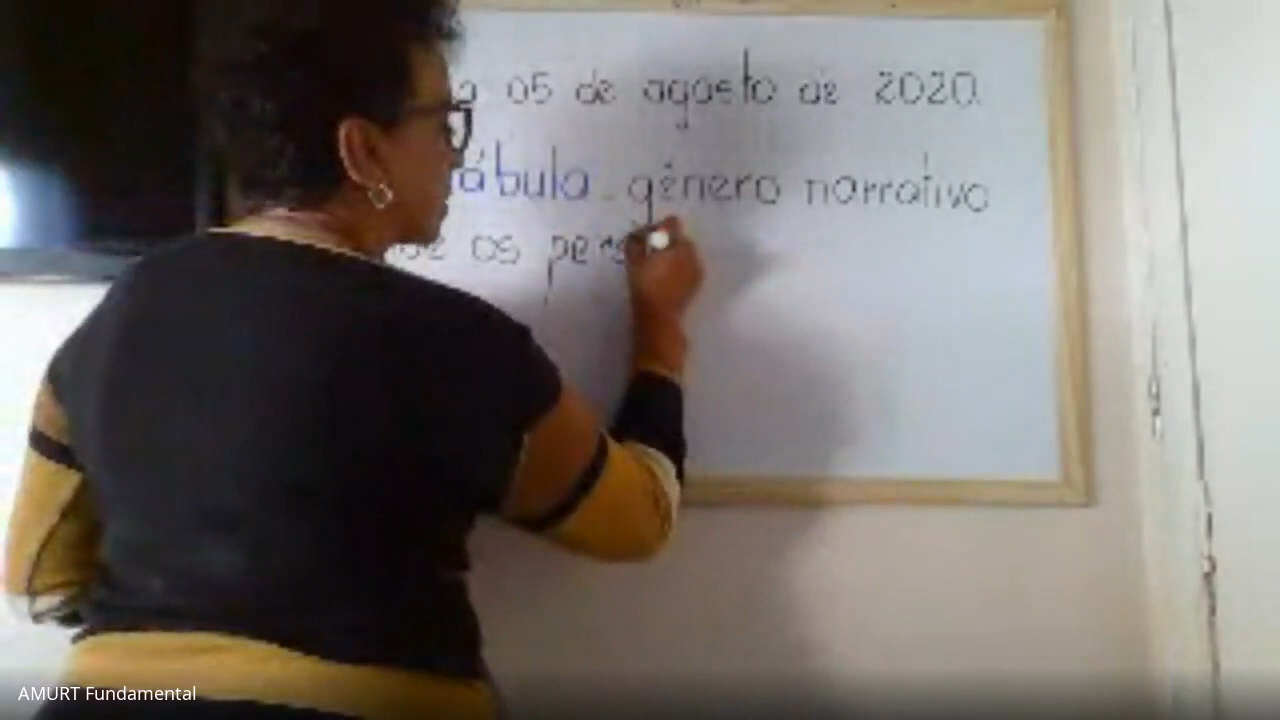 05 de agosto de 2020.
ábula - gênero narrativo
os pers
AMURT Fundamental